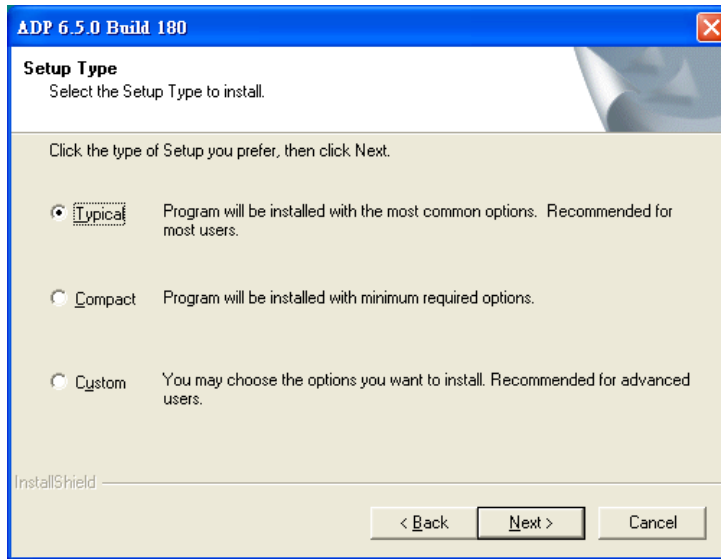 ADP 6.5.0 Build 180
Setup Type
Select the Setup Type to install.
Click the type of Setup you prefer, then click Next.
Typical
Program will be installed with the most common options. Recommended for
most users.
Compact
Program will be installed with minimum required options.
Custom
You may choose the options you want to install. Recommended for advanced
users.
InstallShield
< Back
Next >
Cancel